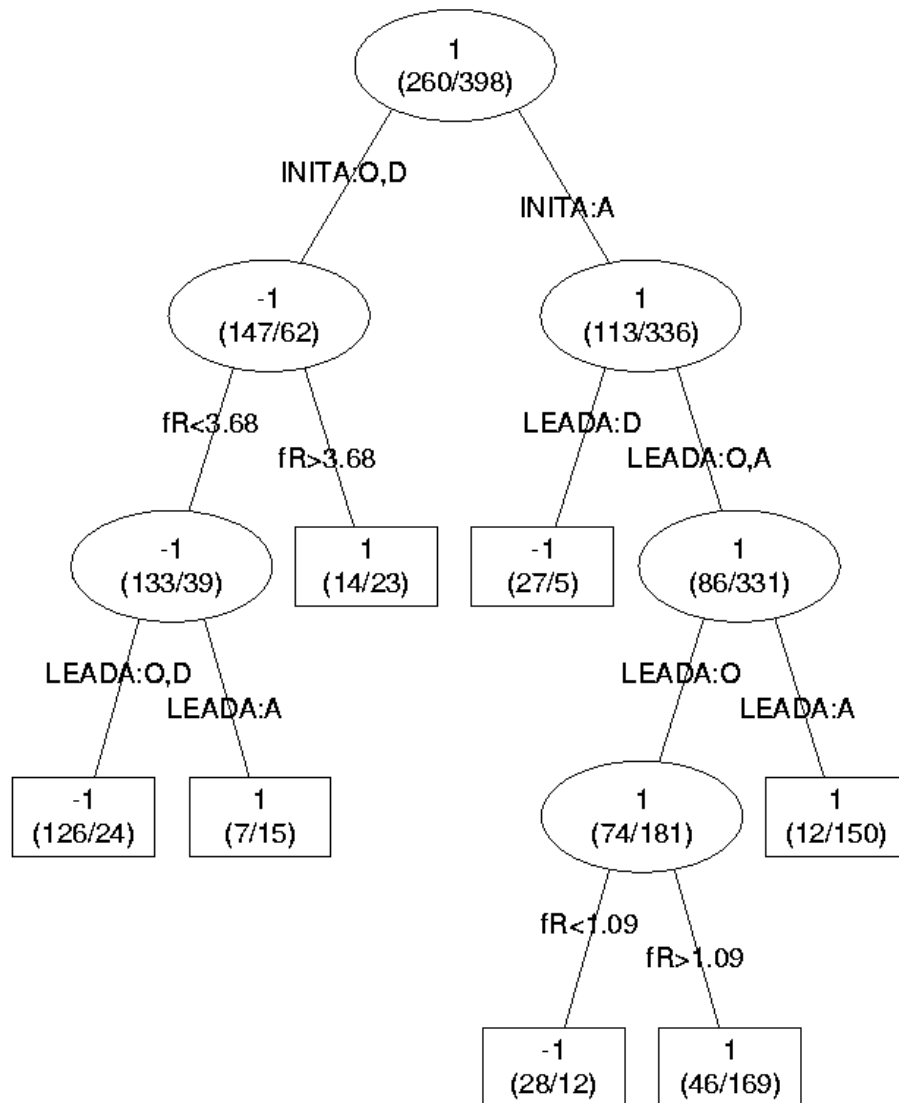 1
(260/398)
INITA:O,D
INITA:A
-1
(147/62)
1
(113/336)
fR<3.68
fR>3.68
LEADA:D
LEADA:O,A
-1
(133/39)
1
(14/23)
-1
(27/5)
1
(86/331)
LEADA:O,D
LEADA:A
LEADA:O
LEADA:A
-1
(126/24)
1
(7/15)
1
(74/181)
1
(12/150)
fR<1.09
fR>1.09
-1
(28/12)
1
(46/169)